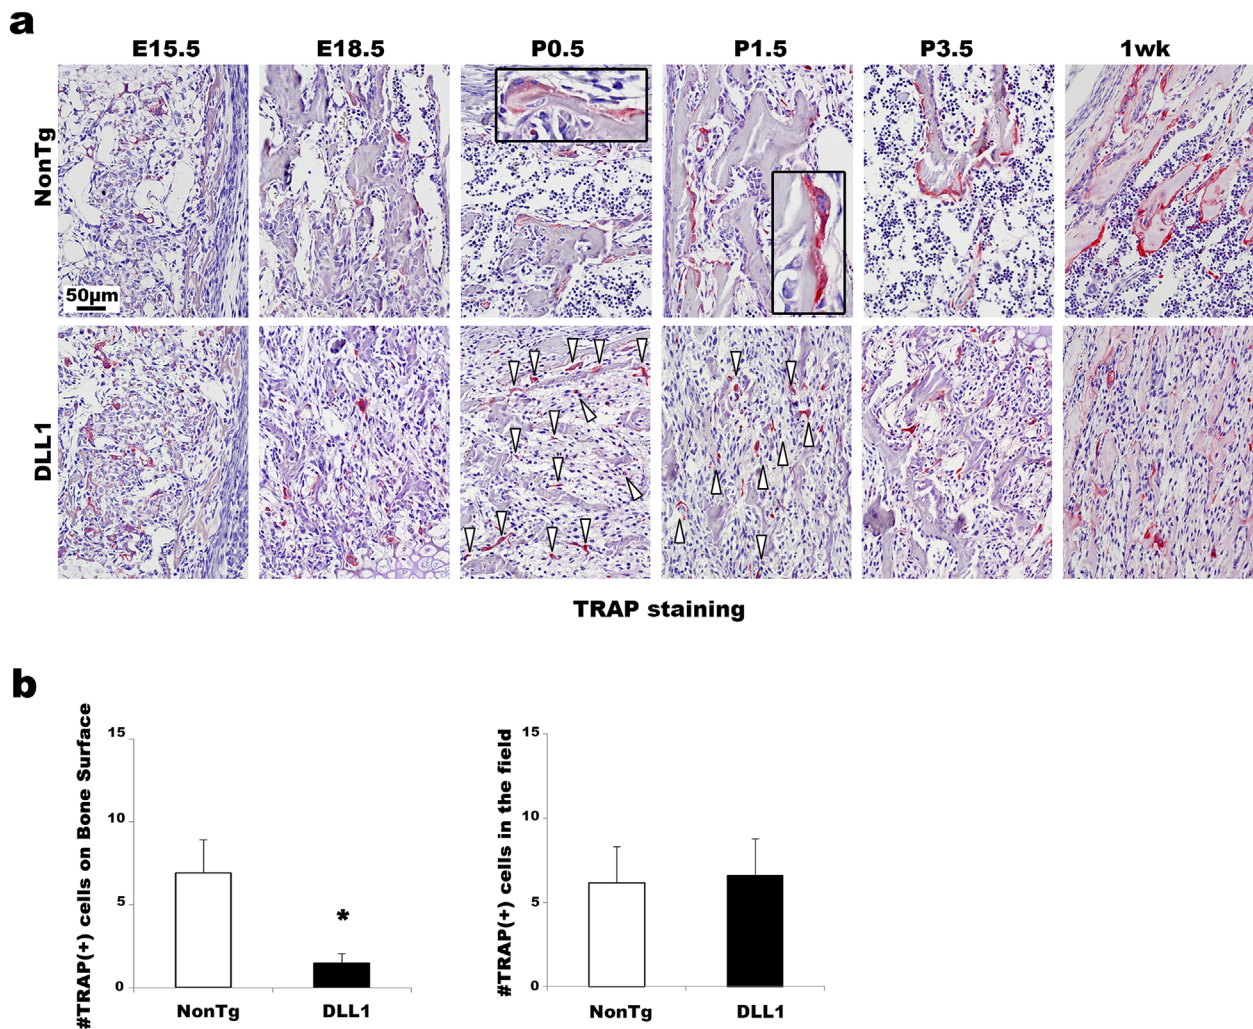 a
E15.5 E18.5 P0.5 P1.5 P3.5 1wk
NonTg
50µm
DLL1
TRAP staining
b
#TRAP(+) cells on Bone Surface
15
10
5
0
*
NonTg DLL1
#TRAP(+) cells in the field
15
10
5
0
NonTg DLL1